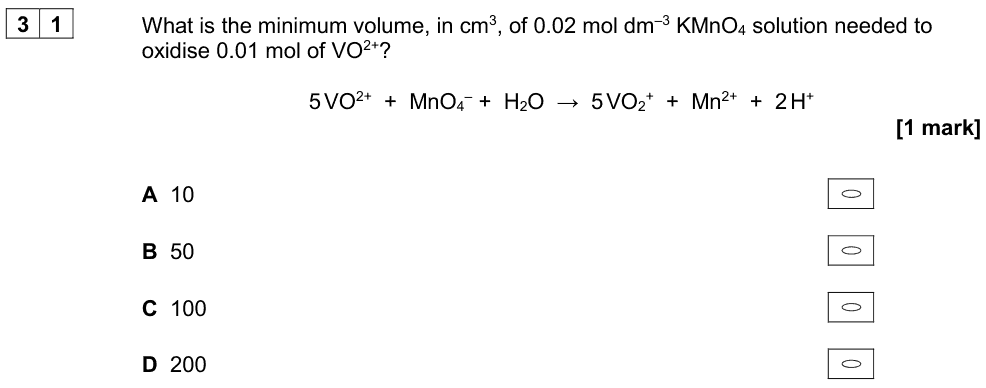 3 1 What is the minimum volume, in cm³, of 0.02 mol dm⁻³ KMnO₄ solution needed to
oxidise 0.01 mol of VO²⁺?
5VO²⁺ + MnO₄⁻ + H₂O → 5VO₂⁺ + Mn²⁺ + 2H⁺
[1 mark]
A 10
B 50
C 100
D 200